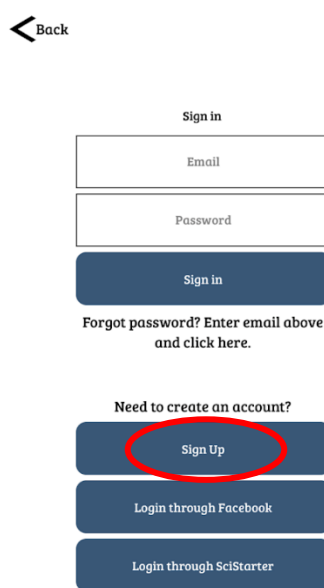 Back
Sign in
Email
Password
Sign in
Forgot password? Enter email above
and click here.
Need to create an account?
Sign Up
Login through Facebook
Login through SciStarter